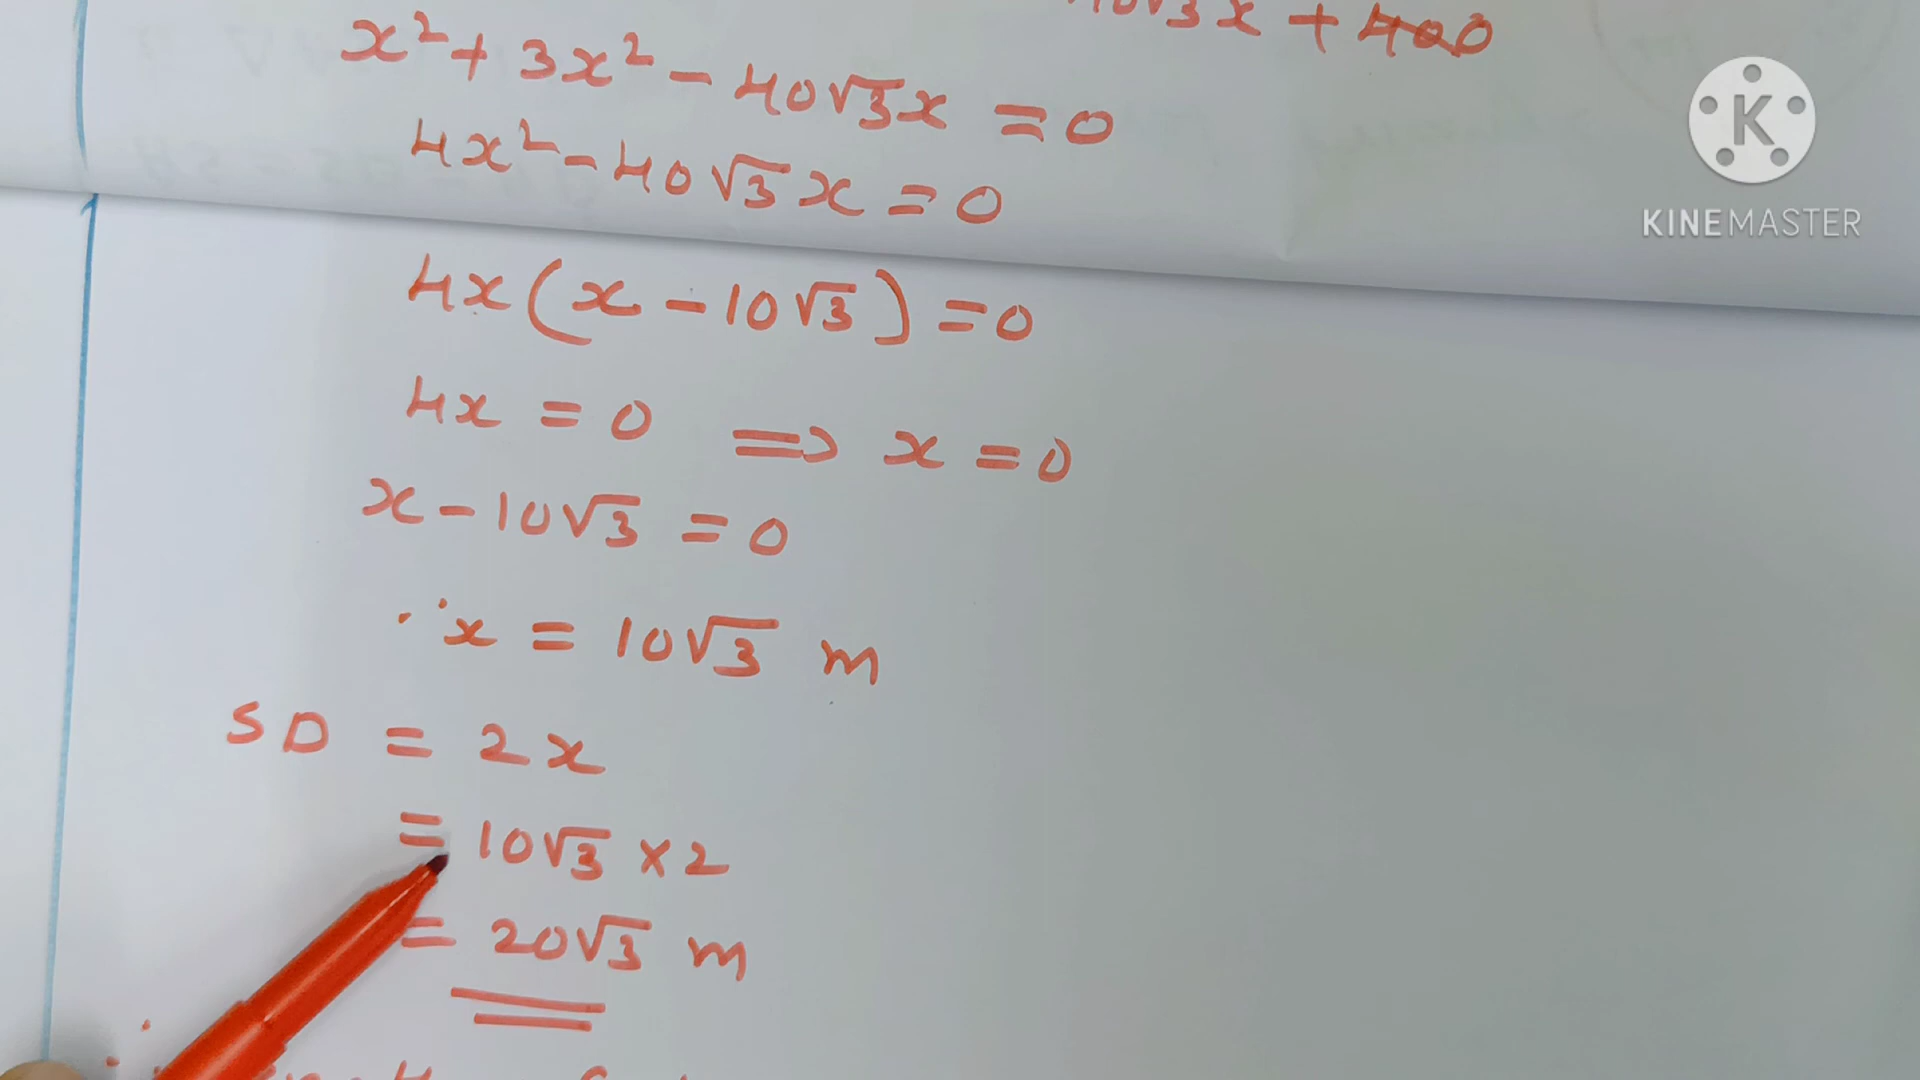 √3x + 400
x² + 3x² - 40√3x = 0
4x² - 40√3x = 0
K
KINEMASTER
4x(x - 10√3) = 0
4x = 0 ⟹ x = 0
x - 10√3 = 0
∴ x = 10√3 m
SD = 2x
= 10√3 × 2
= 20√3 m